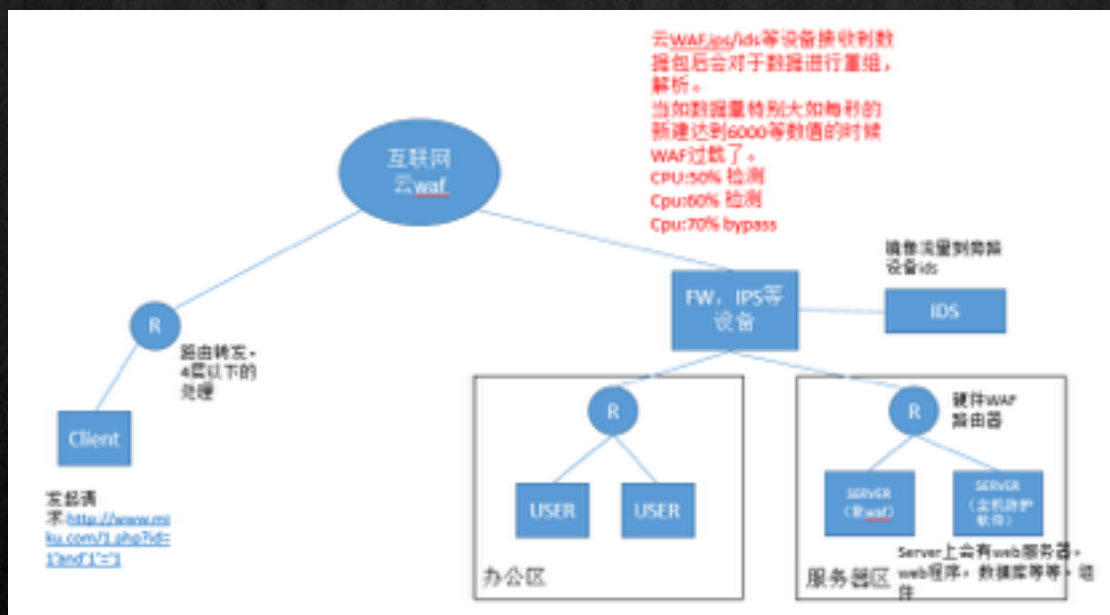 云WAF,ips/ids等设备接收到数
据包后会对于数据进行重组，
解析。
当如数据量特别大如每秒的
新建达到6000等数值的时候
WAF过载了。
CPU:50% 检测
Cpu:60% 检测
Cpu:70% bypass
互联网
云waf
镜像流量到旁路
设备ids
FW，IPS等
设备
IDS
R
路由转发，
4层以下的
处理
Client
发起请
求:http://www.mi
ku.com/1.php?id=
1'and'1'='1
R
USER
USER
办公区
R
硬件WAF
路由器
SERVER
（软waf）
SERVER
（主机防护
软件）
Server上会有web服务器，
web程序，数据库等等，组
件
服务器区